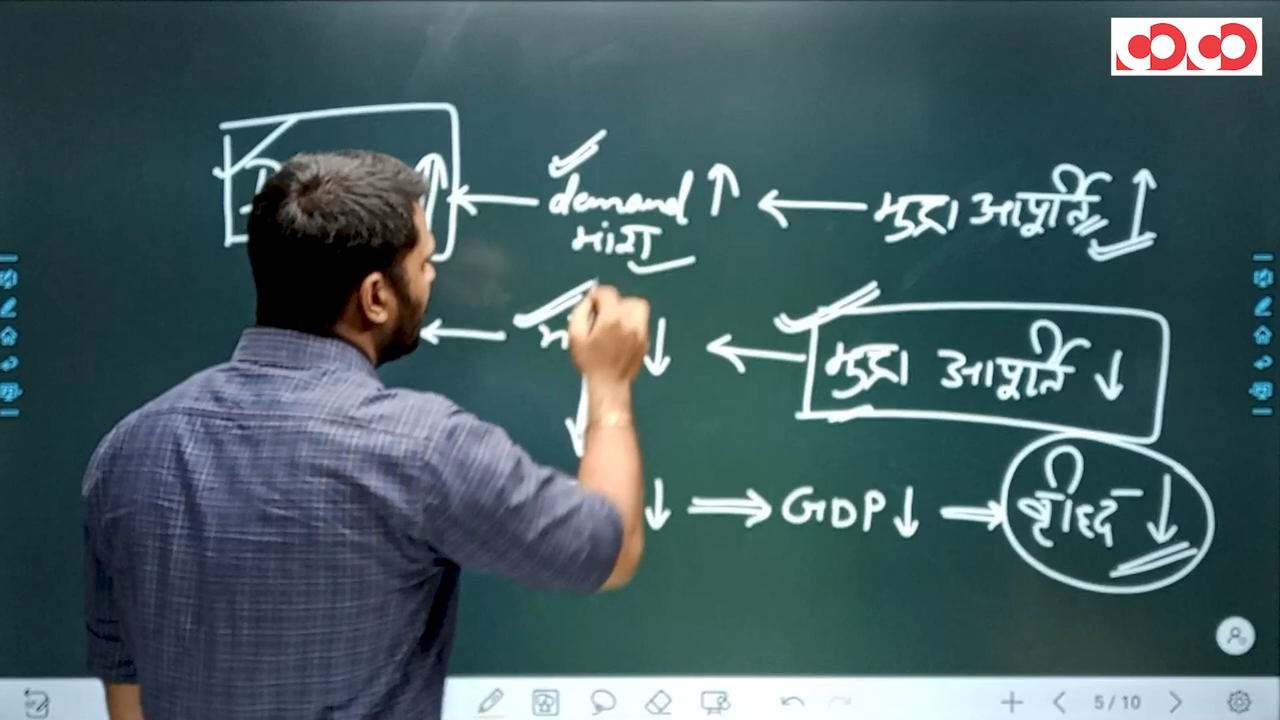 demand ↑ ← मुद्रा आपूर्ति ↑
मांग
← ↓ ← मुद्रा आपूर्ति ↓
↓ ⇒ GDP ↓ → वृद्धि ↓
5 / 10